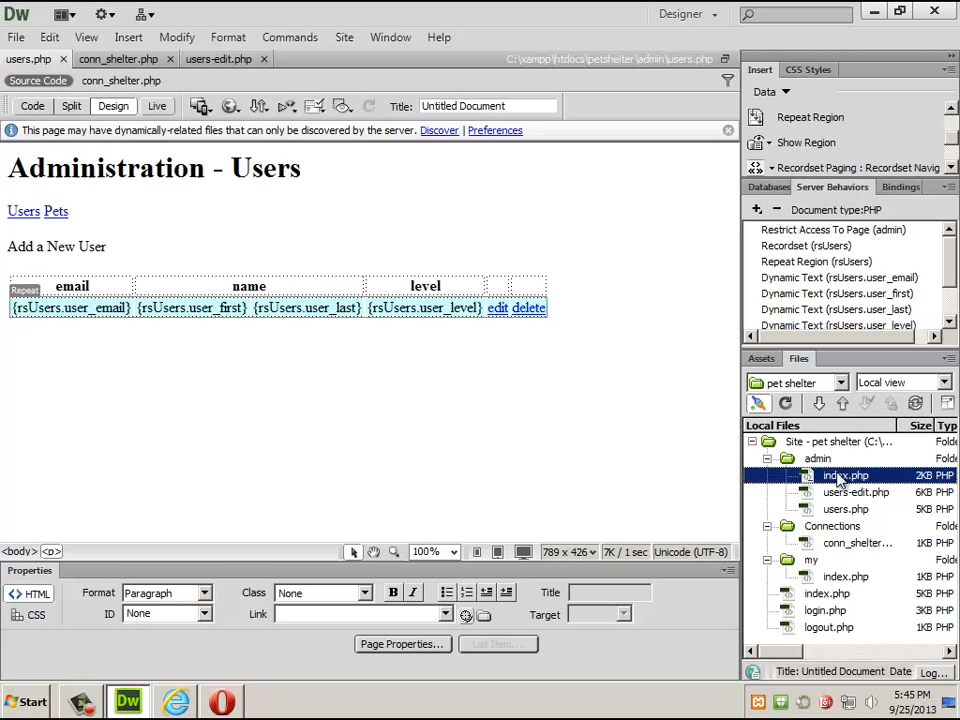 Dw
Designer
File Edit View Insert Modify Format Commands Site Window Help
users.php conn_shelter.php users-edit.php C:\xampp\htdocs\petshelter\admin\users.php
Source Code conn_shelter.php
Code Split Design Live Title: Untitled Document
This page may have dynamically-related files that can only be discovered by the server. Discover | Preferences
Administration - Users
Users Pets
Add a New User
email name level
Repeat
{rsUsers.user_email} {rsUsers.user_first} {rsUsers.user_last} {rsUsers.user_level} edit delete
<body> <p> 100% 789 x 426 7K / 1 sec Unicode (UTF-8)
Properties
HTML Format Paragraph Class None B I Title
CSS ID None Link Target
Page Properties... List Item...
Insert CSS Styles
Data
Repeat Region
Show Region
Recordset Paging : Recordset Navig
Databases Server Behaviors Bindings
Document type:PHP
Restrict Access To Page (admin)
Recordset (rsUsers)
Repeat Region (rsUsers)
Dynamic Text (rsUsers.user_email)
Dynamic Text (rsUsers.user_first)
Dynamic Text (rsUsers.user_last)
Dynamic Text (rsUsers.user_level)
Assets Files
pet shelter Local view
Local Files Size Typ
Site - pet shelter (C:\... Folde
admin Folde
index.php 2KB PHP
users-edit.php 6KB PHP
users.php 5KB PHP
Connections Folde
conn_shelter... 1KB PHP
my Folde
index.php 1KB PHP
index.php 5KB PHP
login.php 3KB PHP
logout.php 1KB PHP
Title: Untitled Document Date Log...
Start Dw 5:45 PM
9/25/2013